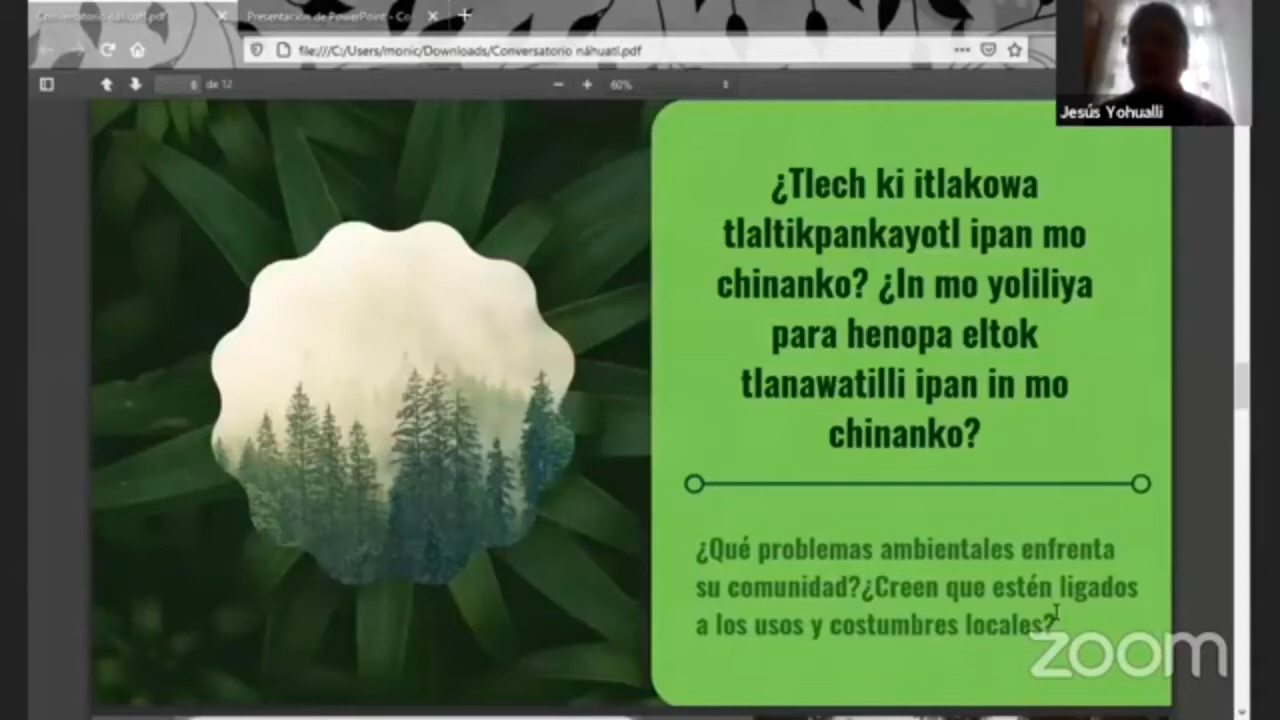 Conversatorio náhuatl.pdf
Presentación de PowerPoint - Co
file:///C:/Users/monic/Downloads/Conversatorio náhuatl.pdf
6 de 12
60%
Jesús Yohualli
¿Tlech ki itlakowa
tlaltikpankayotl ipan mo
chinanko? ¿In mo yoliliya
para henopa eltok
tlanawatilli ipan in mo
chinanko?
¿Qué problemas ambientales enfrenta
su comunidad?¿Creen que estén ligados
a los usos y costumbres locales?
zoom